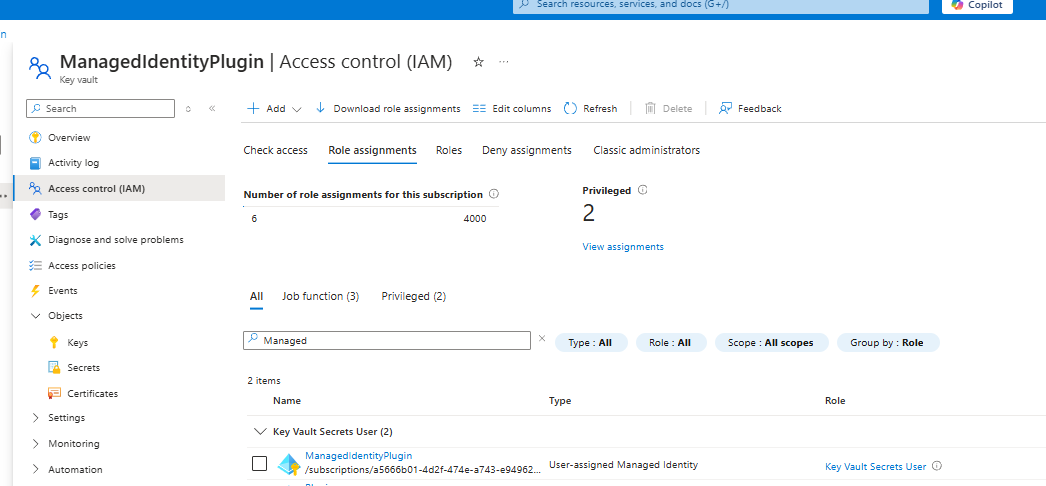 Search resources, services, and docs (G+/)
Copilot
ManagedIdentityPlugin | Access control (IAM)
Key vault
Search
Overview
Activity log
Access control (IAM)
Tags
Diagnose and solve problems
Access policies
Events
Objects
Keys
Secrets
Certificates
Settings
Monitoring
Automation
Add
Download role assignments
Edit columns
Refresh
Delete
Feedback
Check access
Role assignments
Roles
Deny assignments
Classic administrators
Number of role assignments for this subscription
6 4000
Privileged
2
View assignments
All
Job function (3)
Privileged (2)
Managed
Type : All
Role : All
Scope : All scopes
Group by : Role
2 items
Name Type Role
Key Vault Secrets User (2)
ManagedIdentityPlugin
/subscriptions/a5666b01-4d2f-474e-a743-e94962...
User-assigned Managed Identity
Key Vault Secrets User